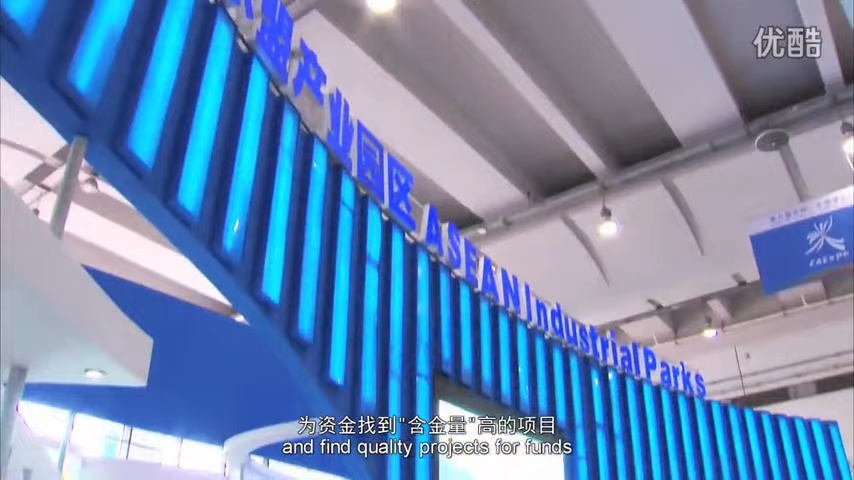 优酷
盟产业园区 ASEAN Industrial Parks
CAEXPO
为资金找到"含金量"高的项目
and find quality projects for funds